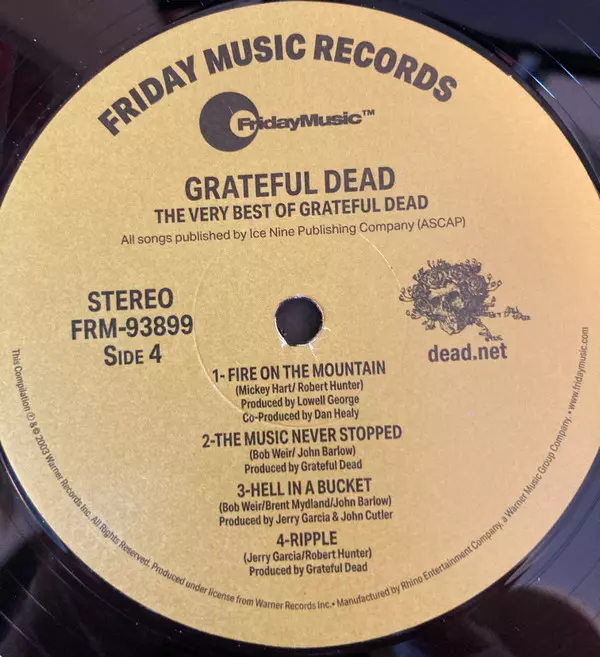 FRIDAY MUSIC RECORDS
FridayMusic™
GRATEFUL DEAD
THE VERY BEST OF GRATEFUL DEAD
All songs published by Ice Nine Publishing Company (ASCAP)
STEREO
FRM-93899
SIDE 4
dead.net
1- FIRE ON THE MOUNTAIN
(Mickey Hart/ Robert Hunter)
Produced by Lowell George
Co-Produced by Dan Healy
2-THE MUSIC NEVER STOPPED
(Bob Weir/ John Barlow)
Produced by Grateful Dead
3-HELL IN A BUCKET
(Bob Weir/Brent Mydland/John Barlow)
Produced by Jerry Garcia & John Cutler
4-RIPPLE
(Jerry Garcia/Robert Hunter)
Produced by Grateful Dead
This Compilation ℗ & © 2003 Warner Records Inc. All Rights Reserved. Produced under license from Warner Records Inc.• Manufactured by Rhino Entertainment Company, a Warner Music Group Company. • www.fridaymusic.com